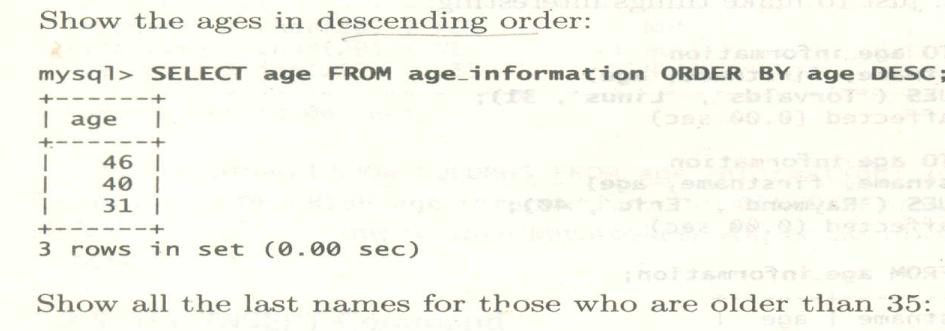 Show the ages in descending order:
mysql> SELECT age FROM age_information ORDER BY age DESC;
+------+
| age |
+------+
| 46 |
| 40 |
| 31 |
+------+
3 rows in set (0.00 sec)
Show all the last names for those who are older than 35: